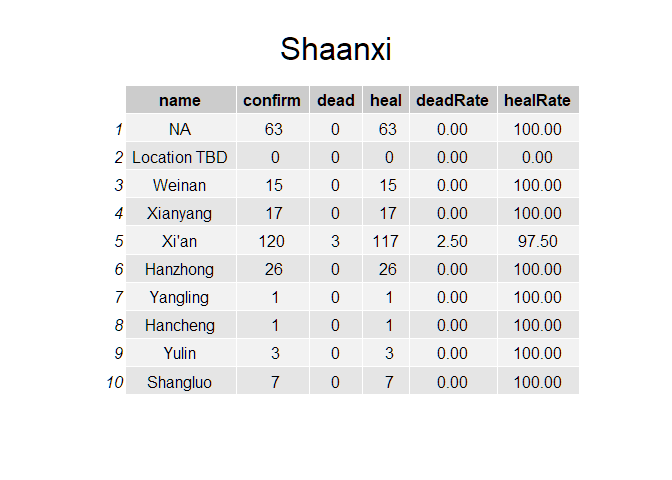 Shaanxi
name confirm dead heal deadRate healRate
1 NA 63 0 63 0.00 100.00
2 Location TBD 0 0 0 0.00 0.00
3 Weinan 15 0 15 0.00 100.00
4 Xianyang 17 0 17 0.00 100.00
5 Xi'an 120 3 117 2.50 97.50
6 Hanzhong 26 0 26 0.00 100.00
7 Yangling 1 0 1 0.00 100.00
8 Hancheng 1 0 1 0.00 100.00
9 Yulin 3 0 3 0.00 100.00
10 Shangluo 7 0 7 0.00 100.00